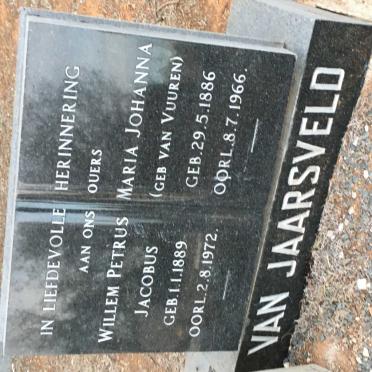 IN LIEFDEVOLLE HERINNERING
AAN ONS OUERS
WILLEM PETRUS
JACOBUS
GEB.1.1.1889
OORL.2.8.1972.
MARIA JOHANNA
(GEB VAN VUUREN)
GEB.29.5.1886
OORL.8.7.1966.
VAN JAARSVELD